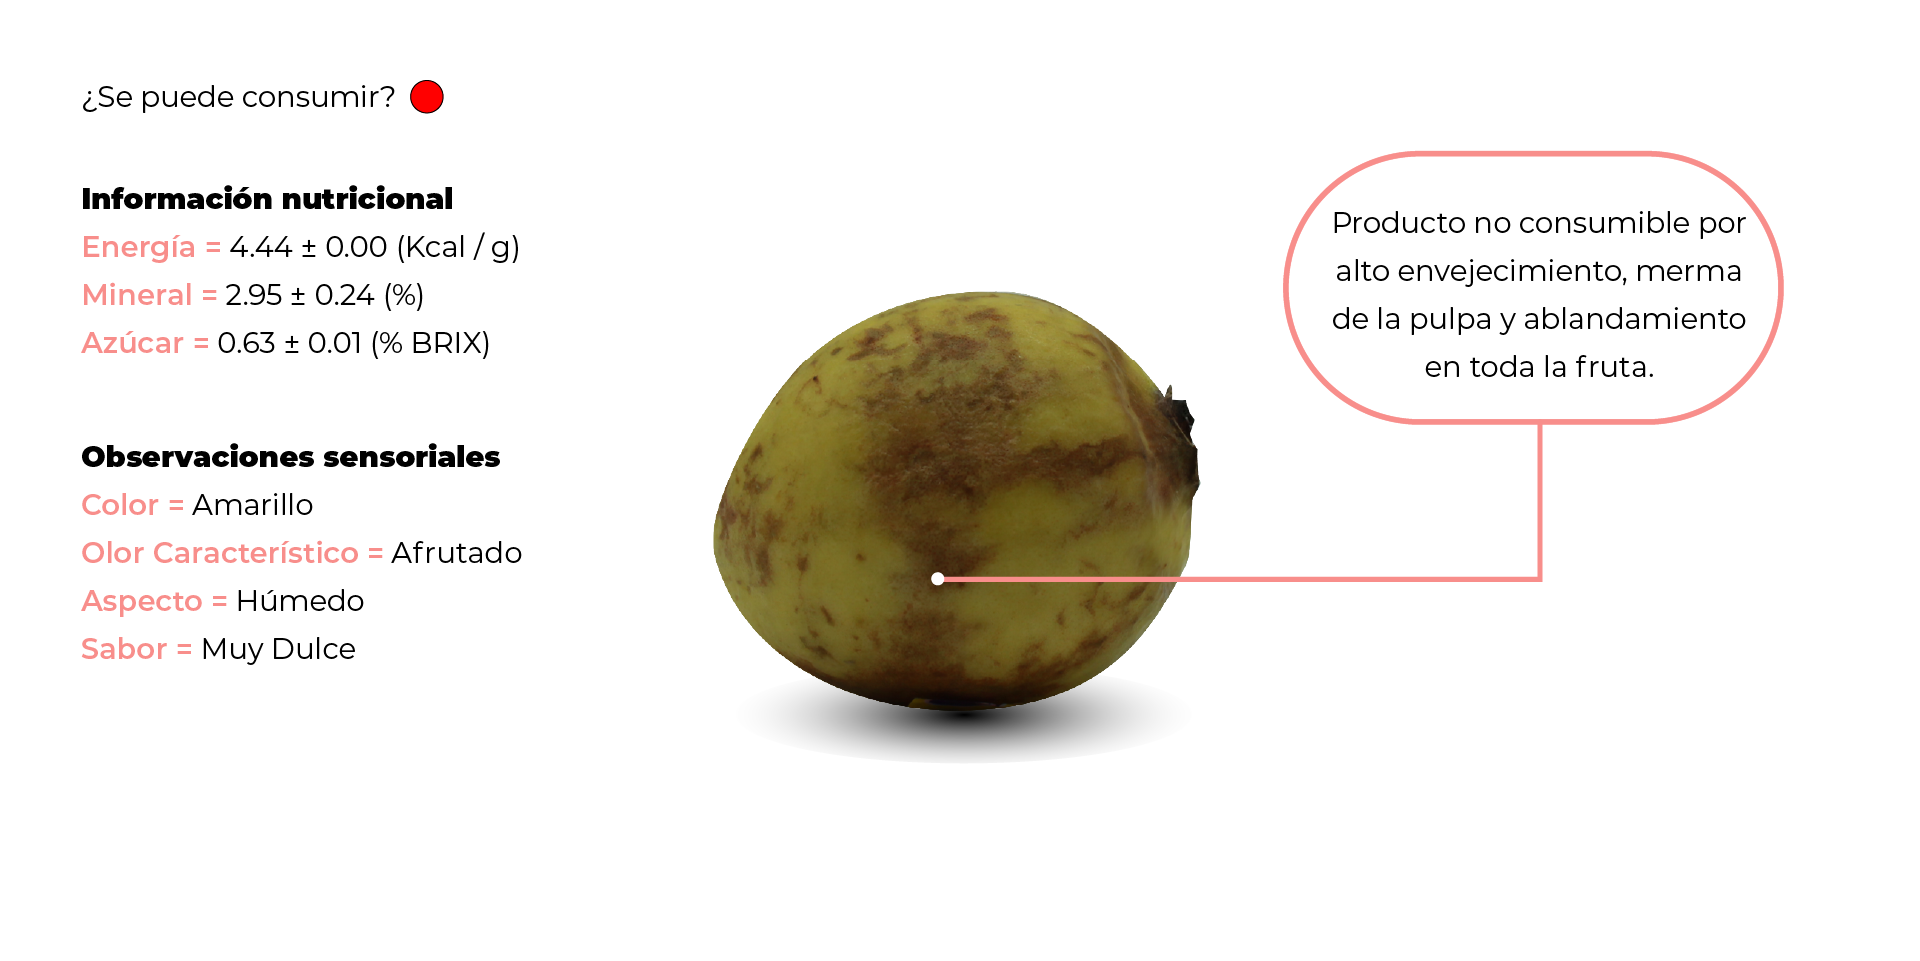 ¿Se puede consumir?
Información nutricional
Energía = 4.44 ± 0.00 (Kcal / g)
Mineral = 2.95 ± 0.24 (%)
Azúcar = 0.63 ± 0.01 (% BRIX)
Observaciones sensoriales
Color = Amarillo
Olor Característico = Afrutado
Aspecto = Húmedo
Sabor = Muy Dulce
Producto no consumible por
alto envejecimiento, merma
de la pulpa y ablandamiento
en toda la fruta.